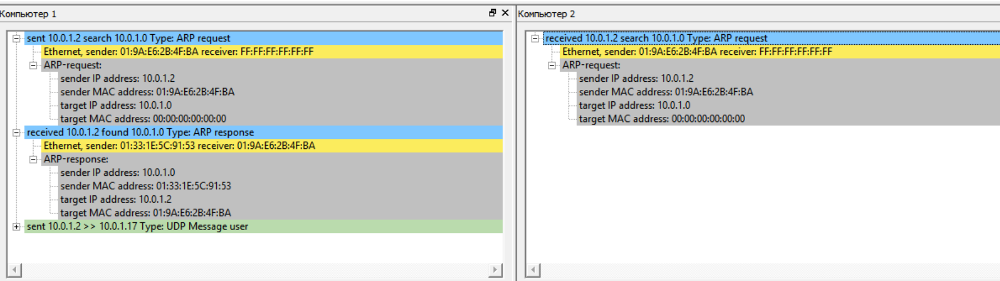 Компьютер 1
sent 10.0.1.2 search 10.0.1.0 Type: ARP request
Ethernet, sender: 01:9A:E6:2B:4F:BA receiver: FF:FF:FF:FF:FF:FF
ARP-request:
sender IP address: 10.0.1.2
sender MAC address: 01:9A:E6:2B:4F:BA
target IP address: 10.0.1.0
target MAC address: 00:00:00:00:00:00
received 10.0.1.2 found 10.0.1.0 Type: ARP response
Ethernet, sender: 01:33:1E:5C:91:53 receiver: 01:9A:E6:2B:4F:BA
ARP-response:
sender IP address: 10.0.1.0
sender MAC address: 01:33:1E:5C:91:53
target IP address: 10.0.1.2
target MAC address: 01:9A:E6:2B:4F:BA
sent 10.0.1.2 >> 10.0.1.17 Type: UDP Message user
Компьютер 2
received 10.0.1.2 search 10.0.1.0 Type: ARP request
Ethernet, sender: 01:9A:E6:2B:4F:BA receiver: FF:FF:FF:FF:FF:FF
ARP-request:
sender IP address: 10.0.1.2
sender MAC address: 01:9A:E6:2B:4F:BA
target IP address: 10.0.1.0
target MAC address: 00:00:00:00:00:00